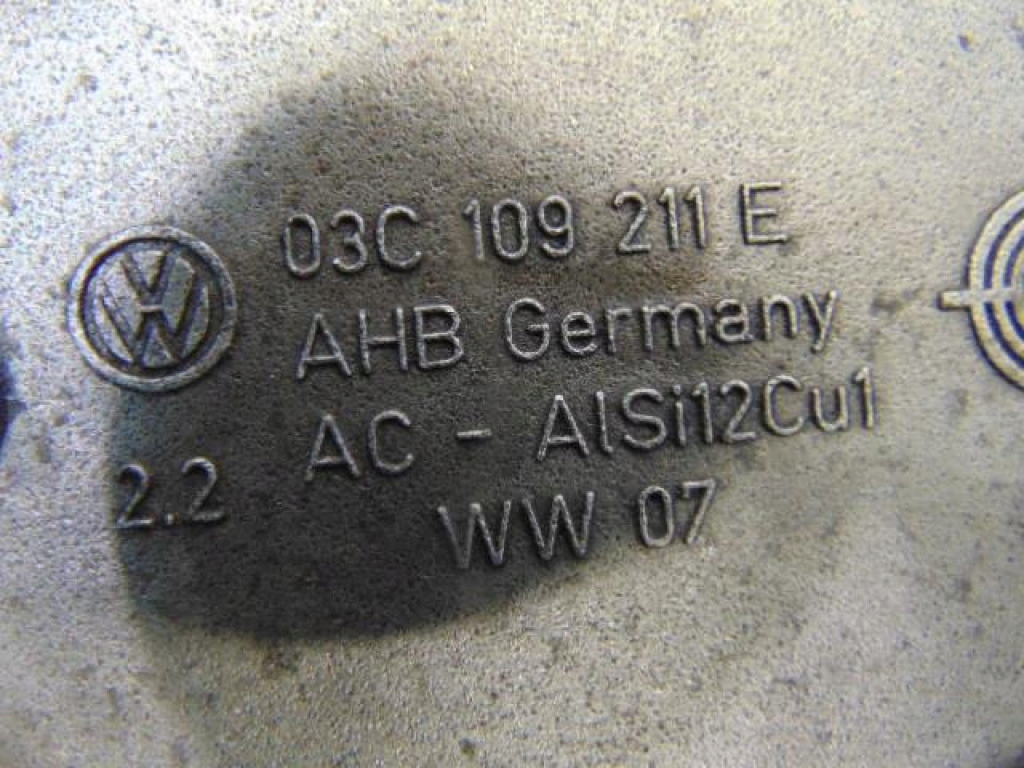 03C 109 211 E
AHB Germany
AC - AlSi12Cu1
2.2
WW 07